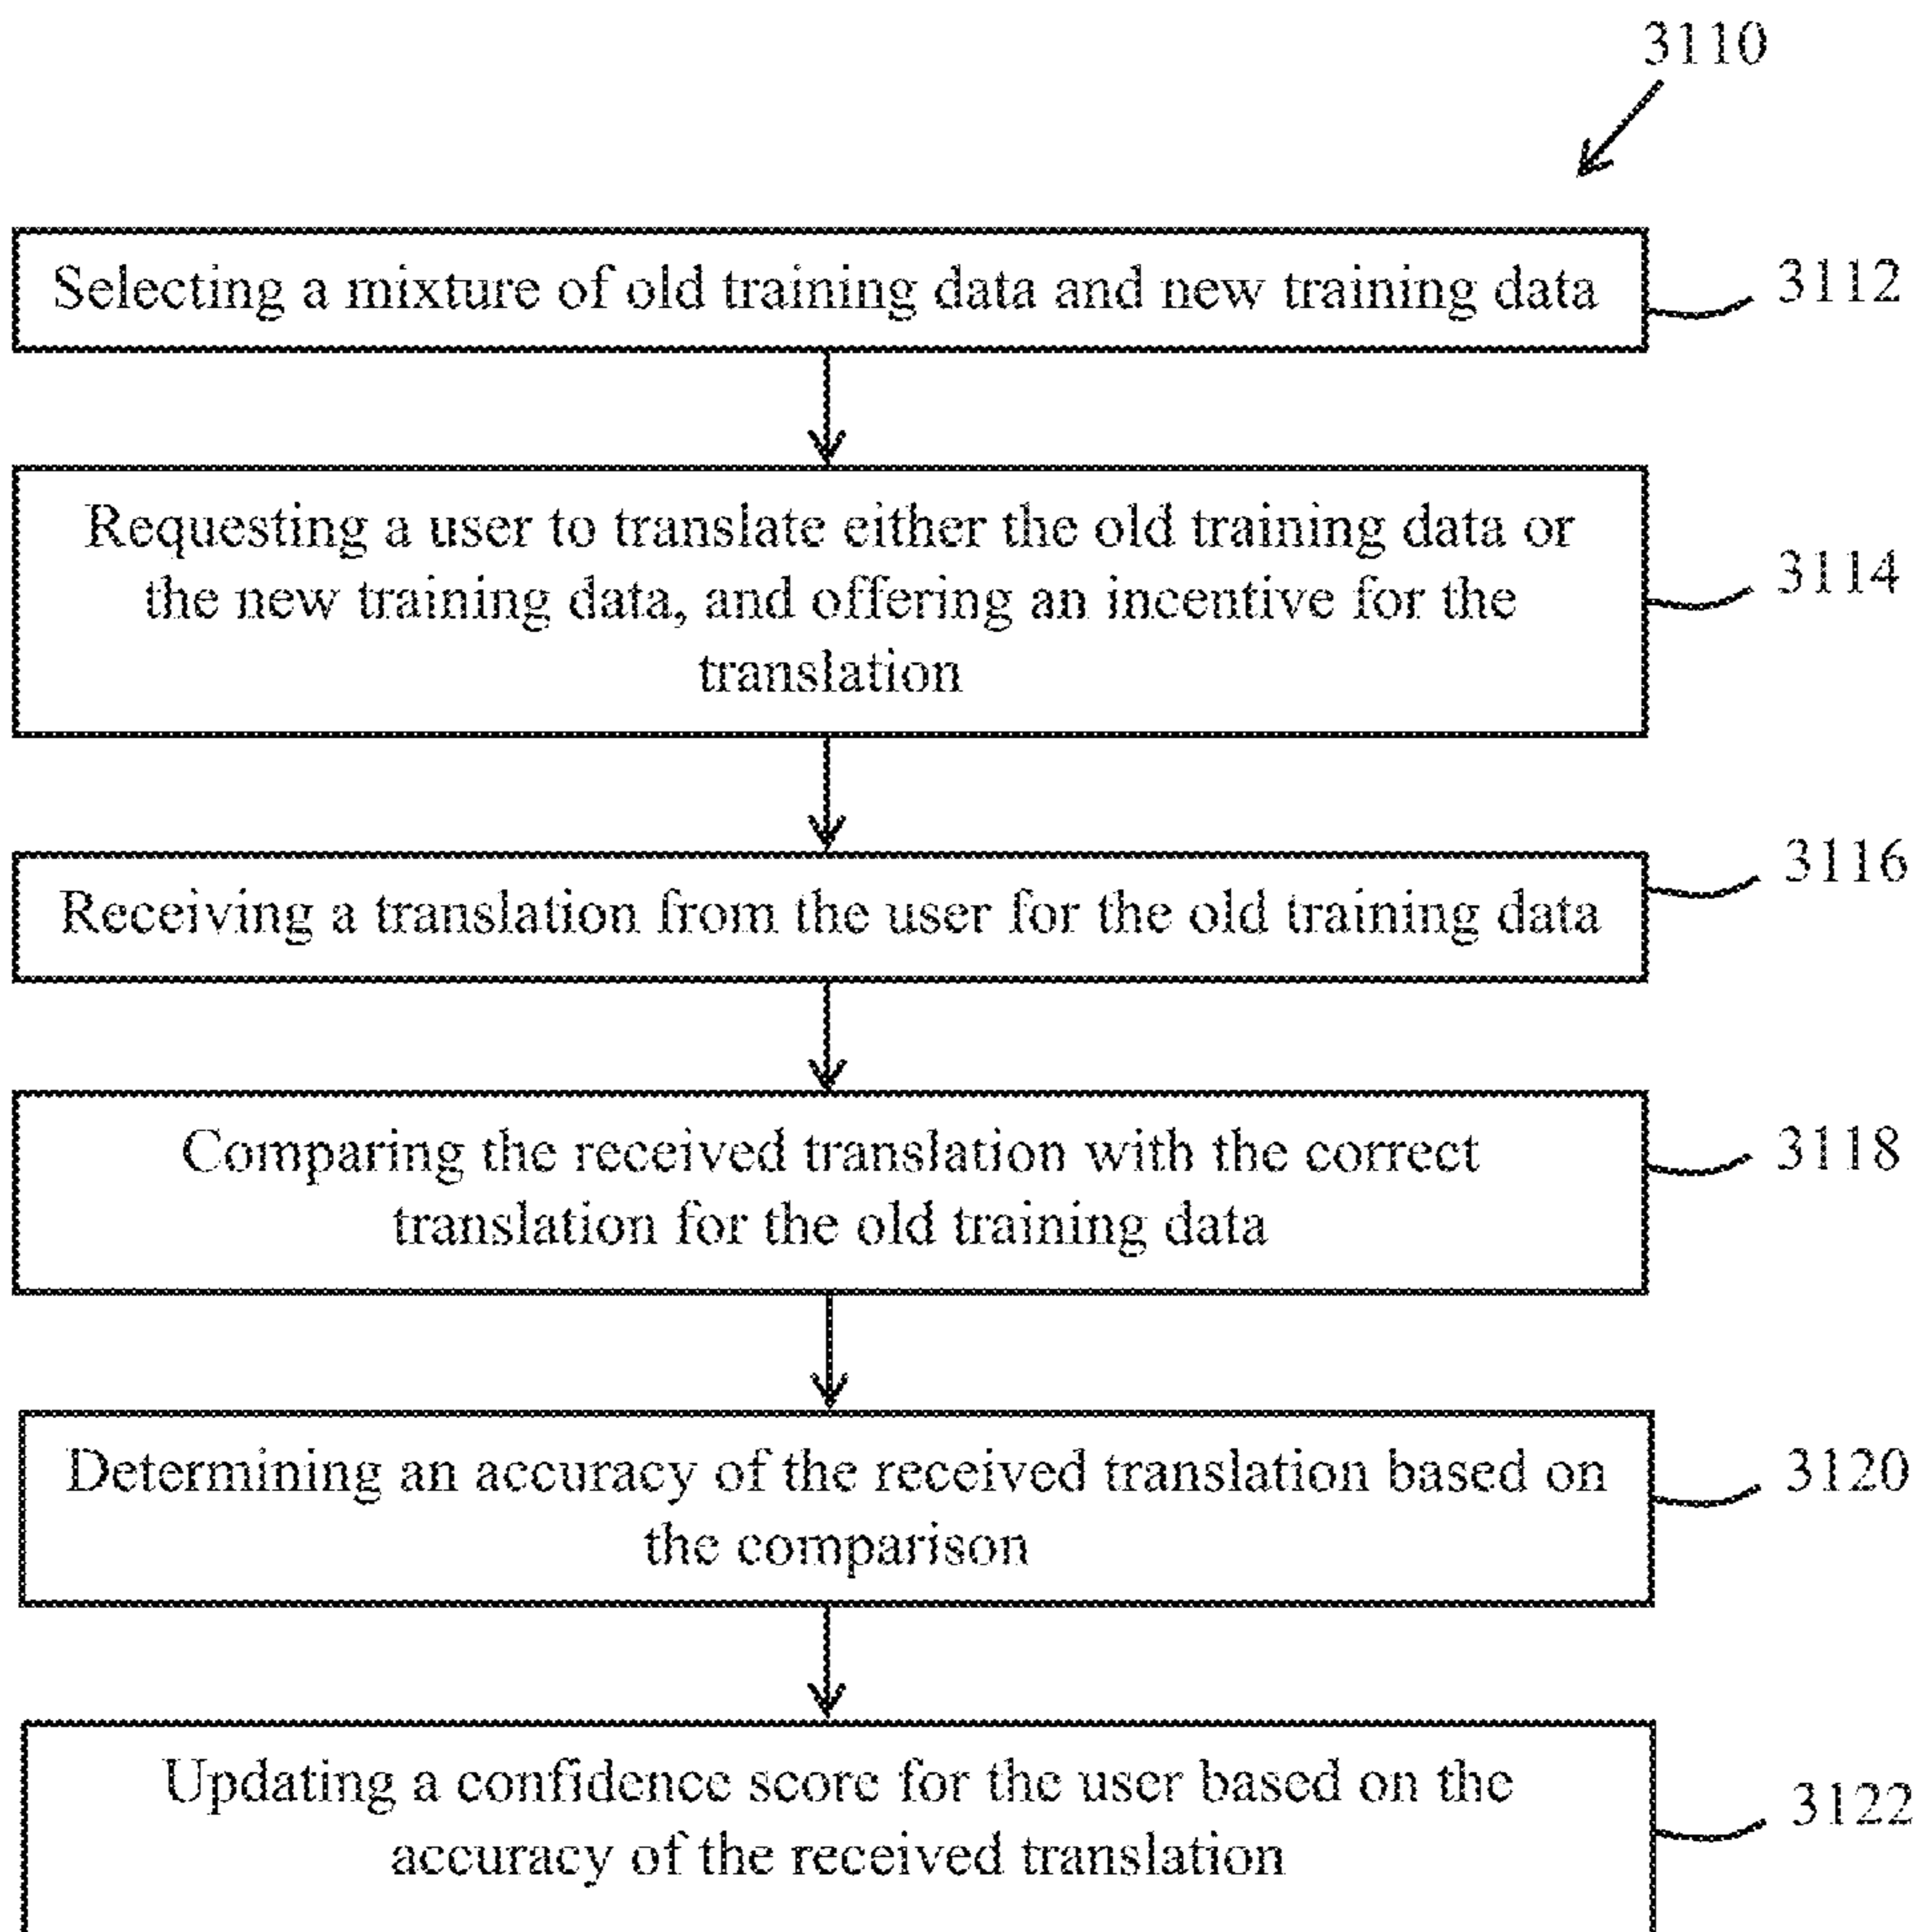 3110
Selecting a mixture of old training data and new training data
3112
Requesting a user to translate either the old training data or
the new training data, and offering an incentive for the
translation
3114
Receiving a translation from the user for the old training data
3116
Comparing the received translation with the correct
translation for the old training data
3118
Determining an accuracy of the received translation based on
the comparison
3120
Updating a confidence score for the user based on the
accuracy of the received translation
3122